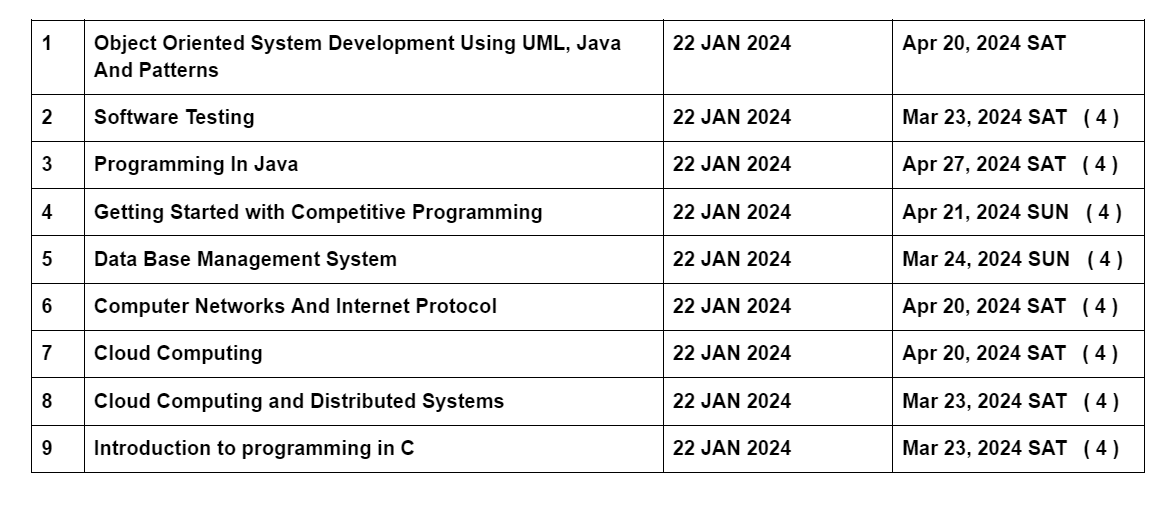 1 Object Oriented System Development Using UML, Java 22 JAN 2024 Apr 20, 2024 SAT
And Patterns
2 Software Testing 22 JAN 2024 Mar 23, 2024 SAT ( 4 )
3 Programming In Java 22 JAN 2024 Apr 27, 2024 SAT ( 4 )
4 Getting Started with Competitive Programming 22 JAN 2024 Apr 21, 2024 SUN ( 4 )
5 Data Base Management System 22 JAN 2024 Mar 24, 2024 SUN ( 4 )
6 Computer Networks And Internet Protocol 22 JAN 2024 Apr 20, 2024 SAT ( 4 )
7 Cloud Computing 22 JAN 2024 Apr 20, 2024 SAT ( 4 )
8 Cloud Computing and Distributed Systems 22 JAN 2024 Mar 23, 2024 SAT ( 4 )
9 Introduction to programming in C 22 JAN 2024 Mar 23, 2024 SAT ( 4 )